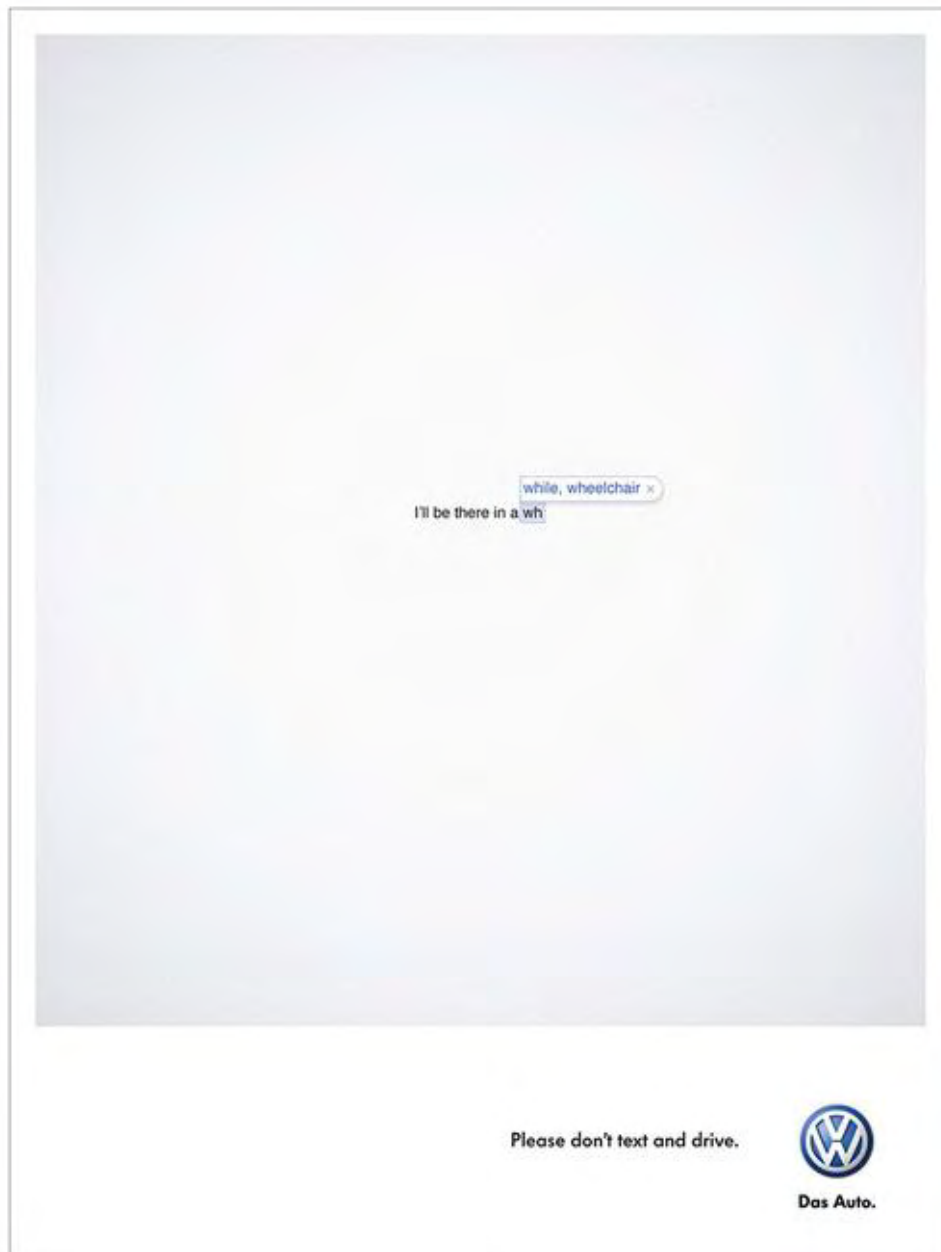 while, wheelchair ×
I'll be there in a wh
Please don't text and drive.
Das Auto.